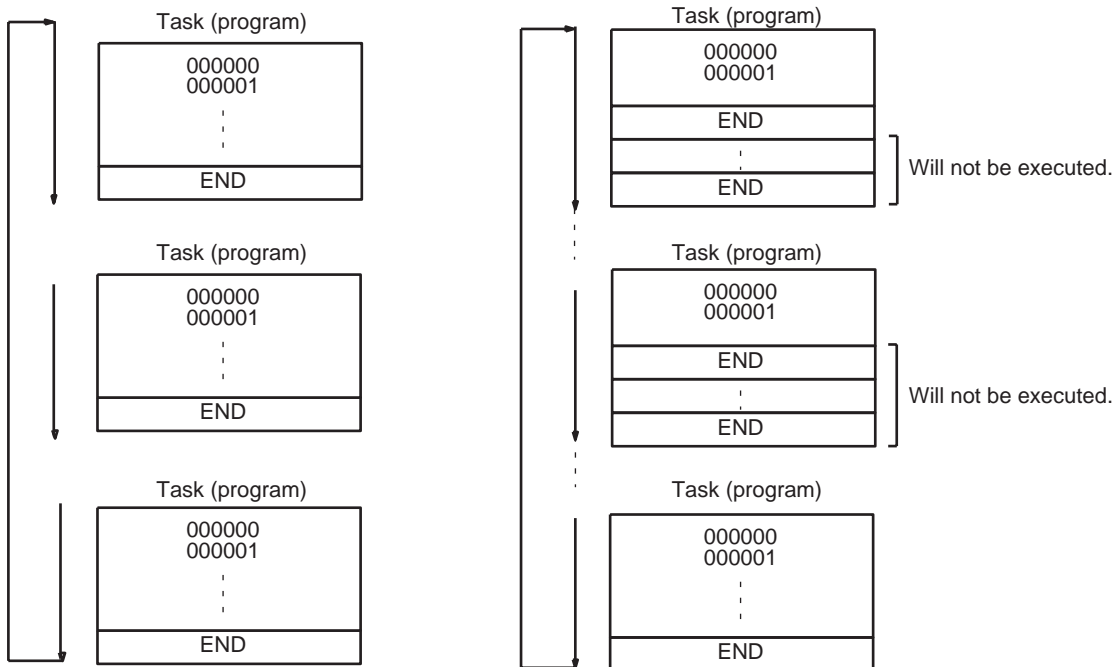 Task (program)
000000
000001
END
Task (program)
000000
000001
END
Task (program)
000000
000001
END
Task (program)
000000
000001
END
END
Will not be executed.
Task (program)
000000
000001
END
END
Will not be executed.
Task (program)
000000
000001
END